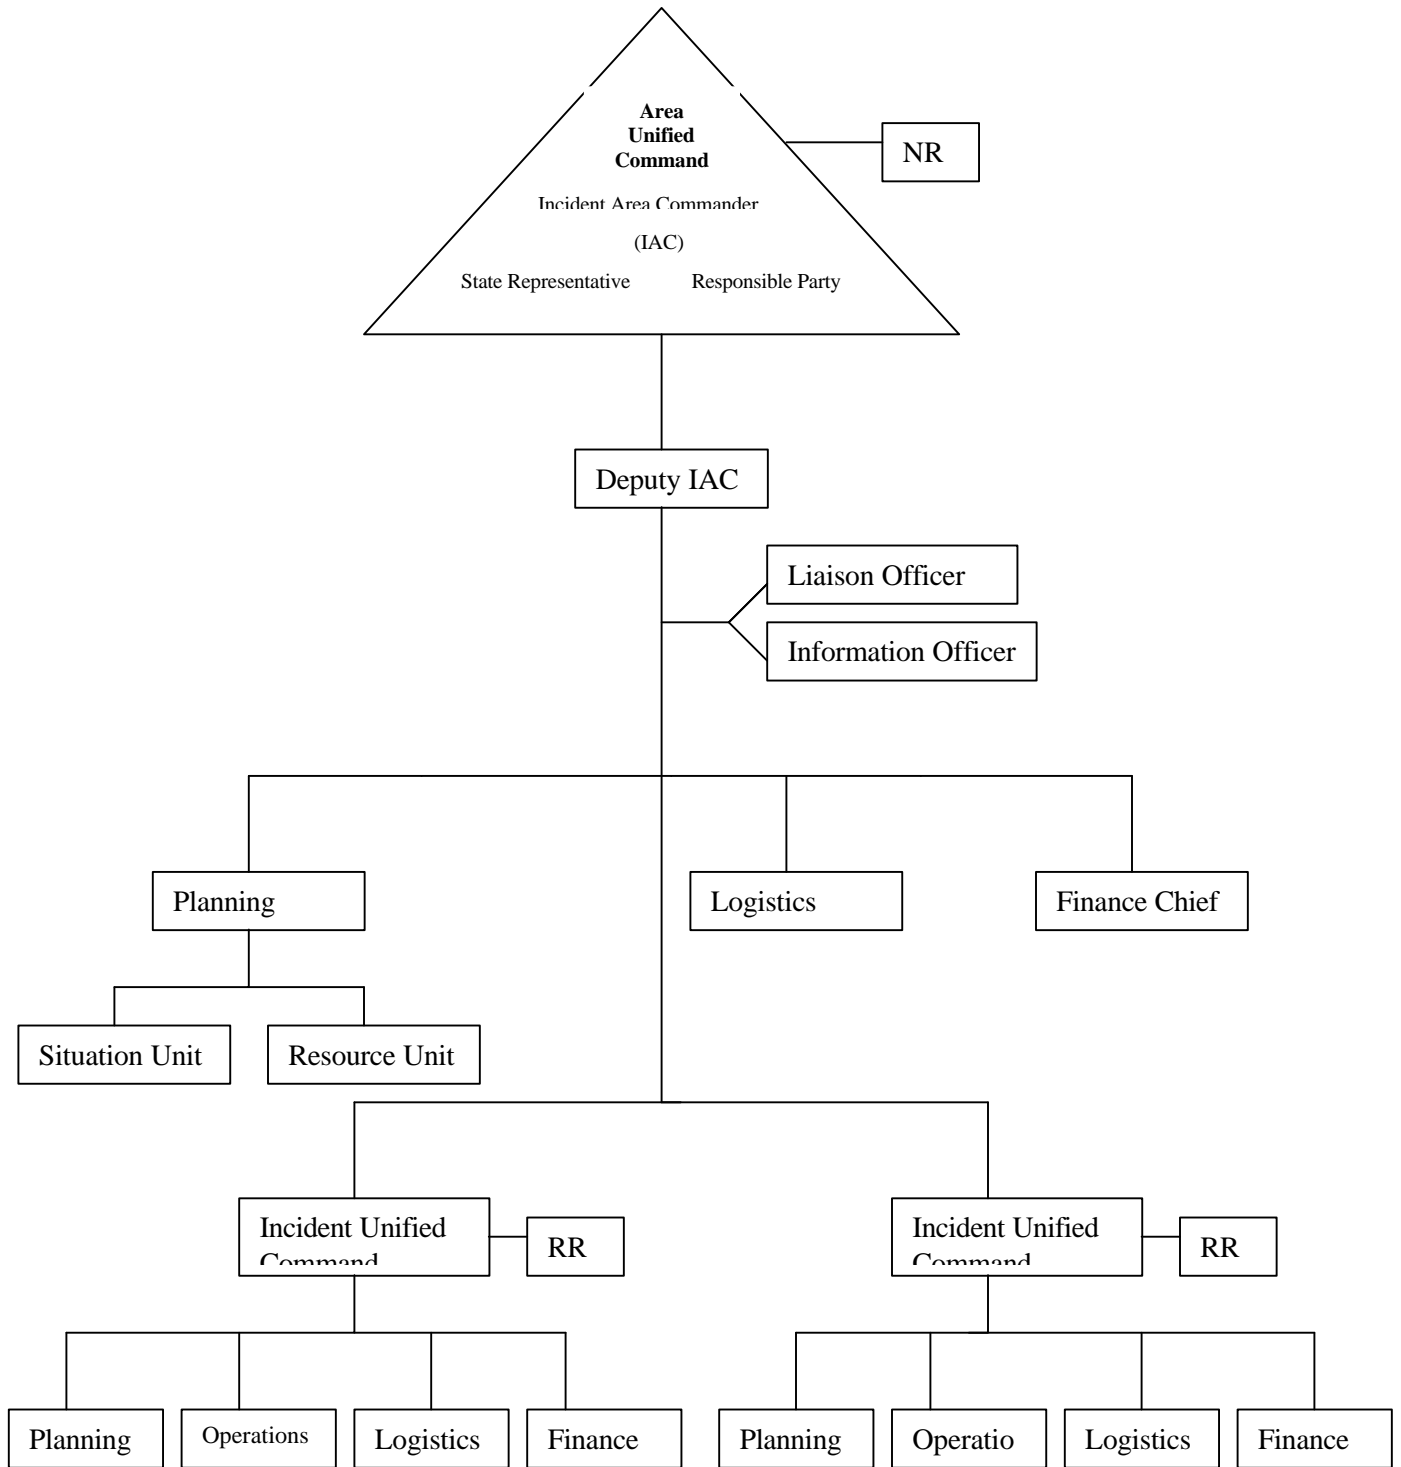 Area
Unified
Command
NR
Incident Area Commander
(IAC)
State Representative Responsible Party
Deputy IAC
Liaison Officer
Information Officer
Planning
Logistics
Finance Chief
Situation Unit
Resource Unit
Incident Unified
Command
RR
Incident Unified
Command
RR
Planning
Operations
Logistics
Finance
Planning
Operatio
Logistics
Finance